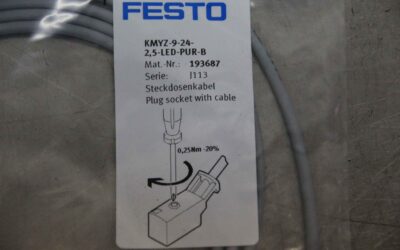 FESTO
KMYZ-9-24-
2,5-LED-PUR-B
Mat.-Nr.: 193687
Serie: J113
Steckdosenkabel
Plug socket with cable
0,25Nm -20%